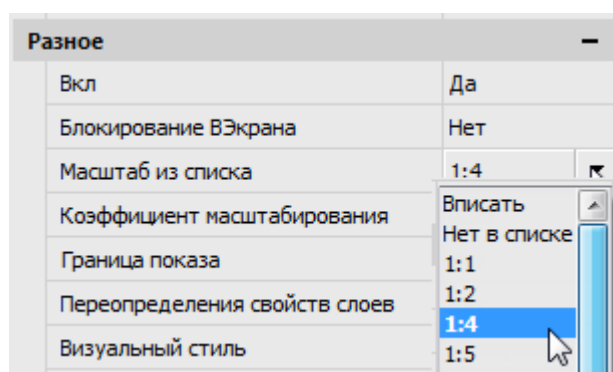 Разное
Вкл Да
Блокирование ВЭкрана Нет
Масштаб из списка 1:4
Коэффициент масштабирования
Граница показа
Переопределения свойств слоев
Визуальный стиль
Вписать
Нет в списке
1:1
1:2
1:4
1:5